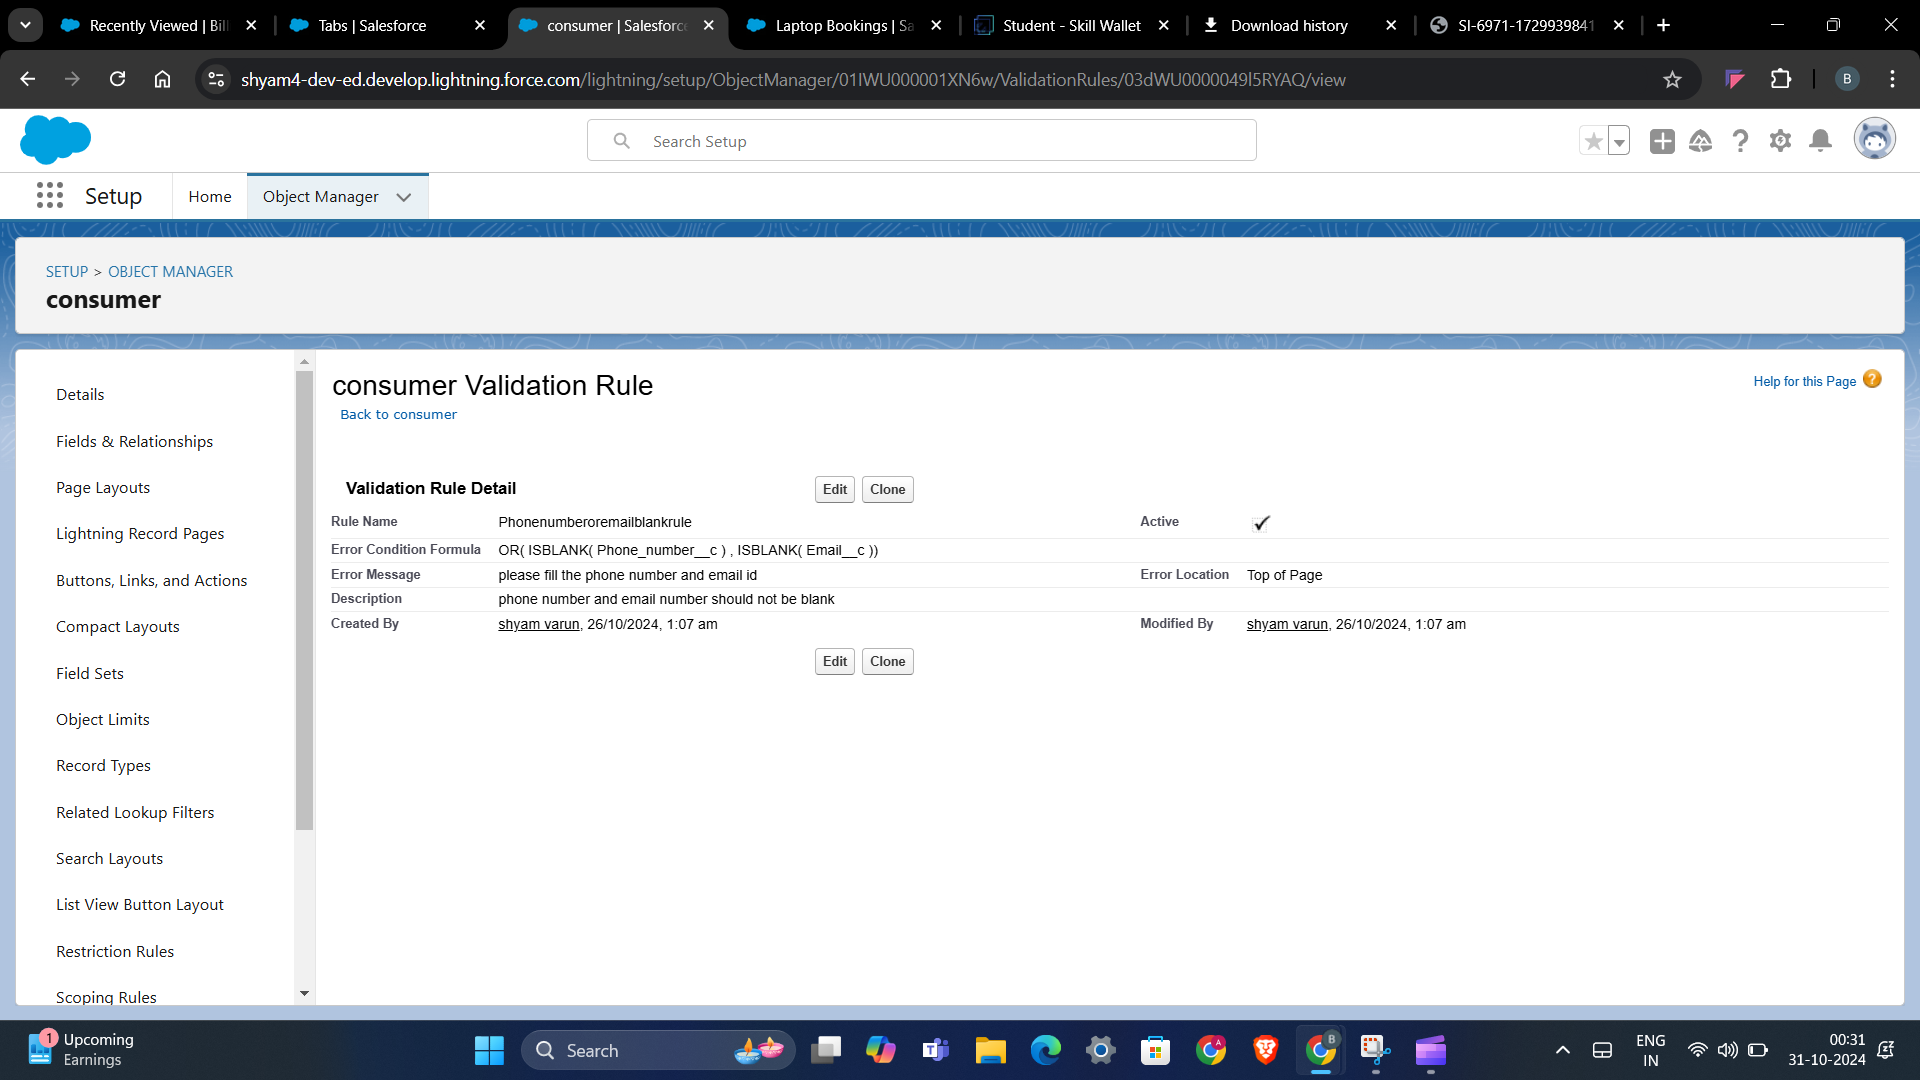 Recently Viewed | Bill
Tabs | Salesforce
consumer | Salesforce
Laptop Bookings | Sa
Student - Skill Wallet
Download history
SI-6971-1729939841
shyam4-dev-ed.develop.lightning.force.com/lightning/setup/ObjectManager/01IWU000001XN6w/ValidationRules/03dWU0000049l5RYAQ/view
B
Search Setup
Setup
Home
Object Manager
SETUP > OBJECT MANAGER
consumer
Details
Fields & Relationships
Page Layouts
Lightning Record Pages
Buttons, Links, and Actions
Compact Layouts
Field Sets
Object Limits
Record Types
Related Lookup Filters
Search Layouts
List View Button Layout
Restriction Rules
Scoping Rules
consumer Validation Rule
Back to consumer
Help for this Page ?
Validation Rule Detail
Edit Clone
Rule Name Phonenumberoremailblankrule Active
Error Condition Formula OR( ISBLANK( Phone_number__c ) , ISBLANK( Email__c ))
Error Message please fill the phone number and email id Error Location Top of Page
Description phone number and email number should not be blank
Created By shyam varun, 26/10/2024, 1:07 am Modified By shyam varun, 26/10/2024, 1:07 am
Edit Clone
1
Upcoming
Earnings
Search
A
B
ENG
IN
00:31
31-10-2024